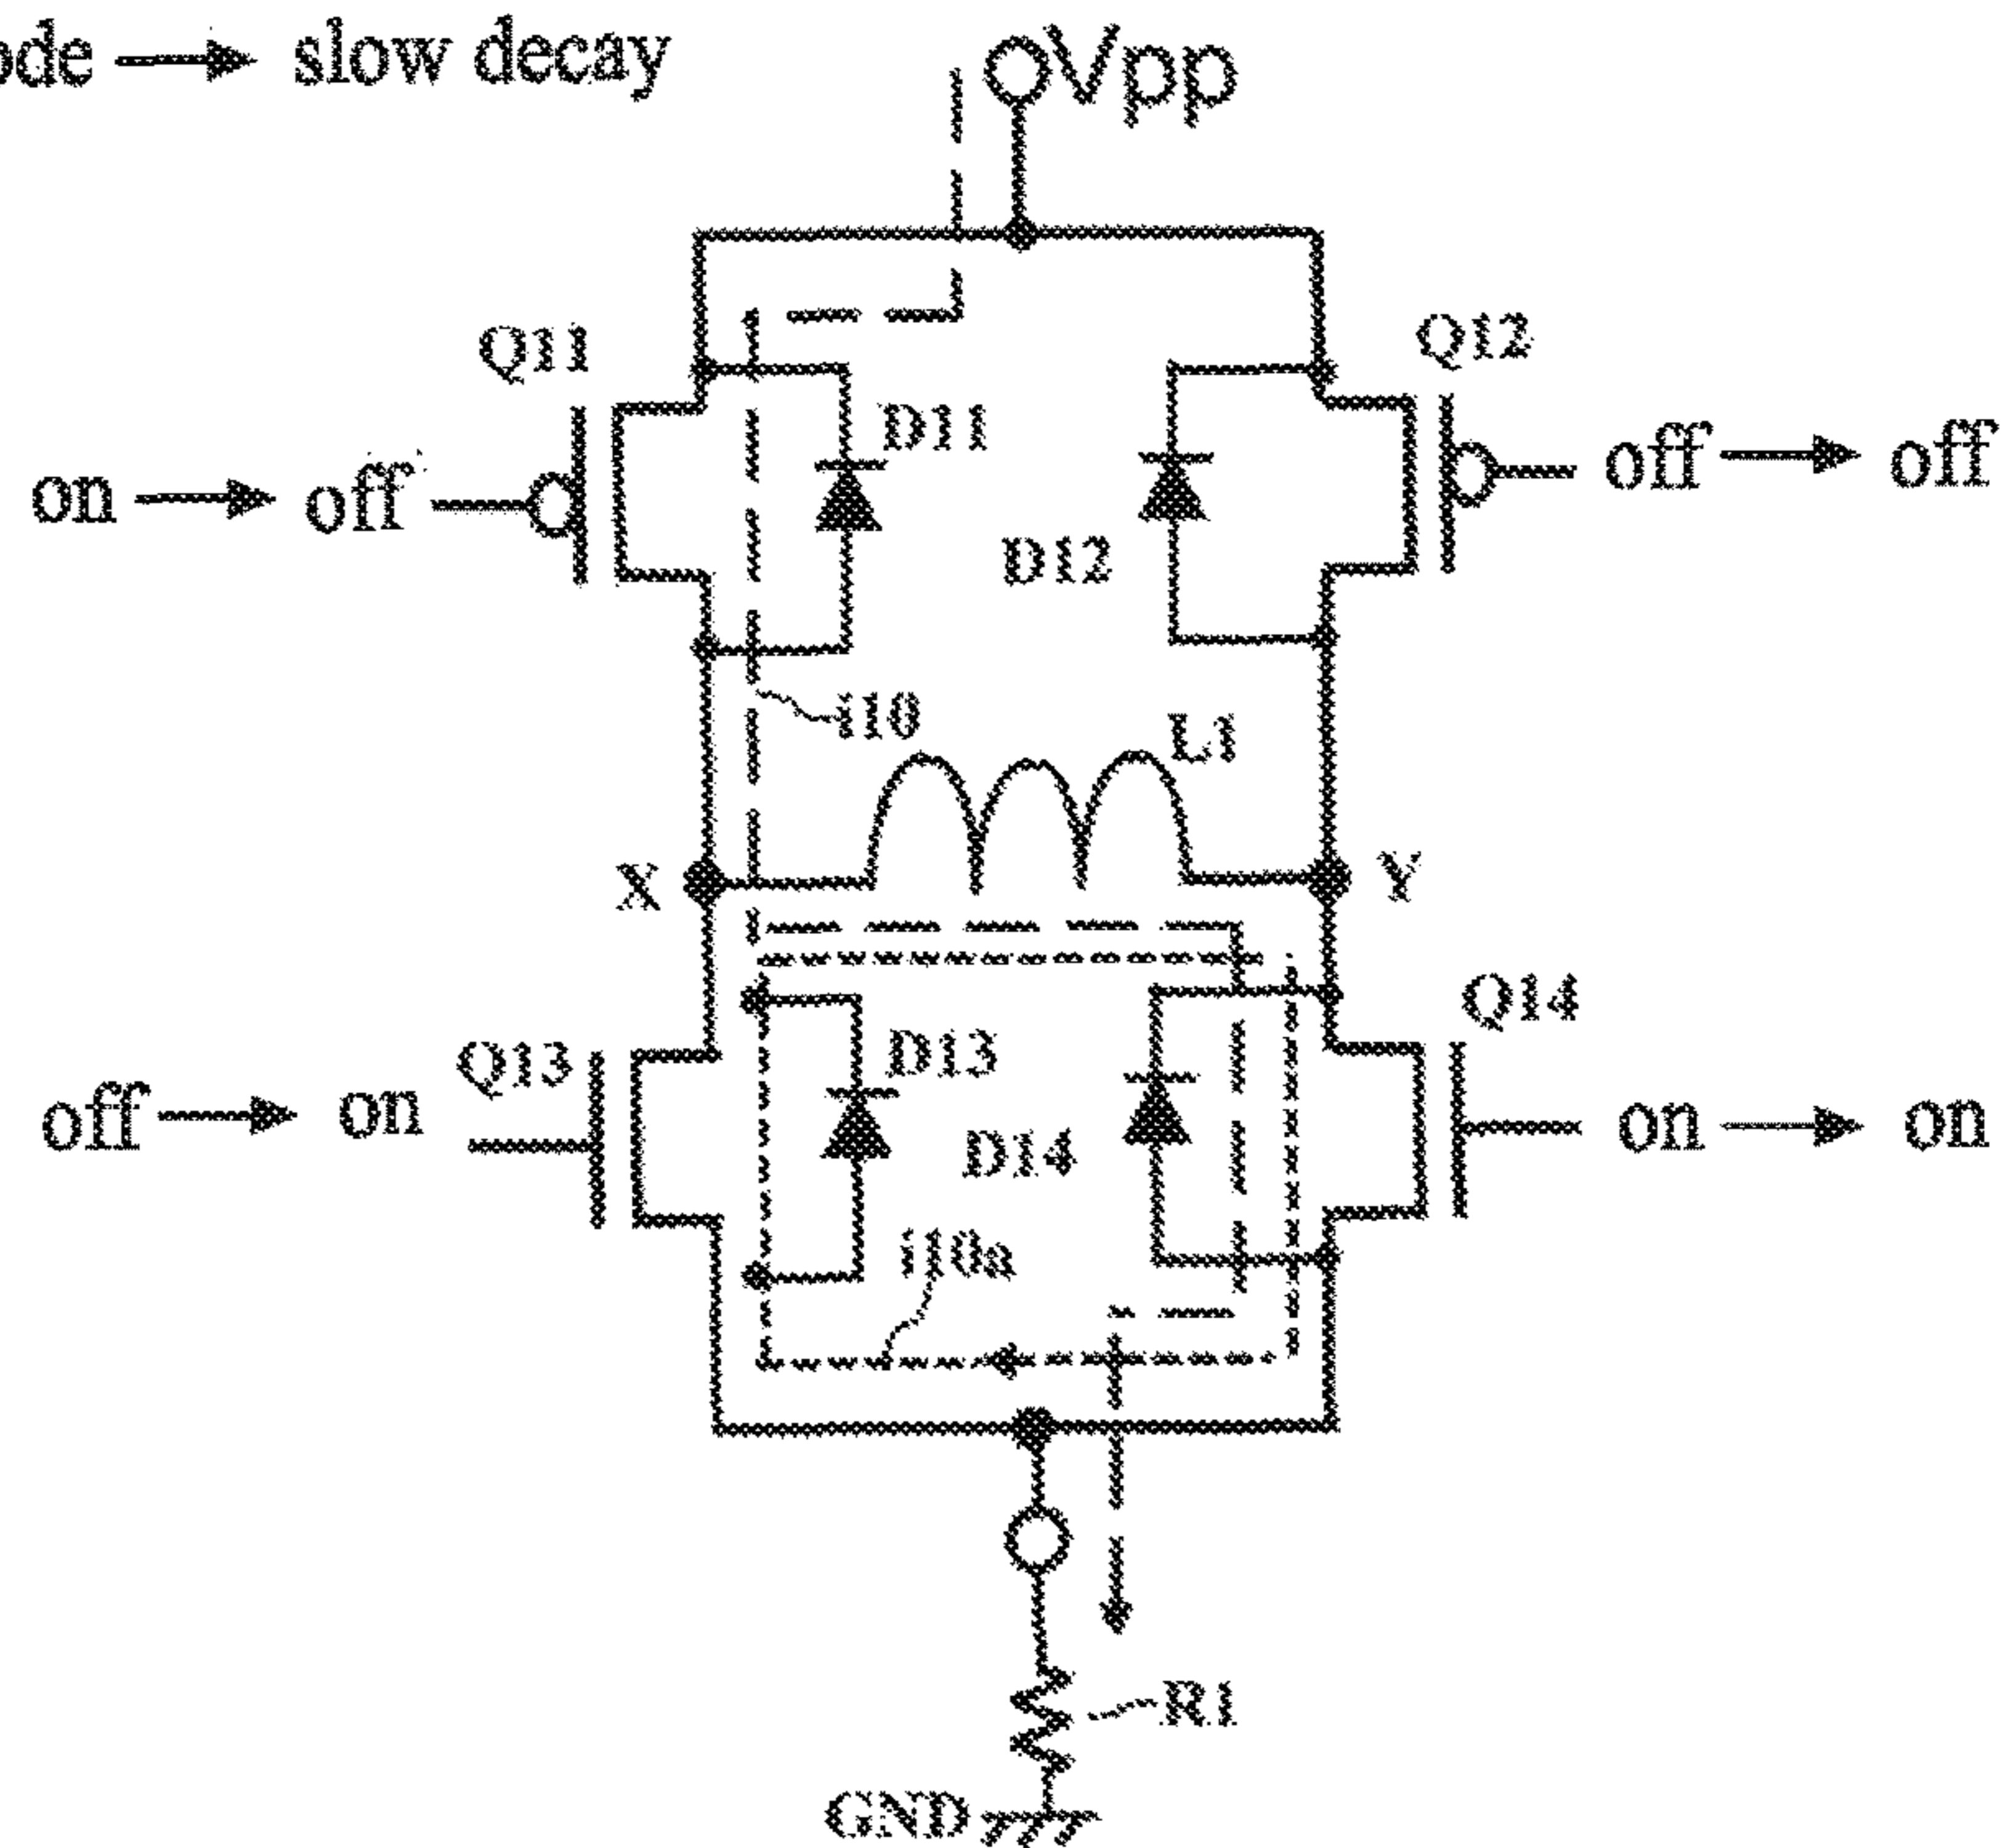 ode → slow decay
Vpp
Q11
Q12
D11
on → off
off → off
D12
i10
L1
X
Y
Q14
Q13
D13
off → on
on → on
D14
i10a
R1
GND